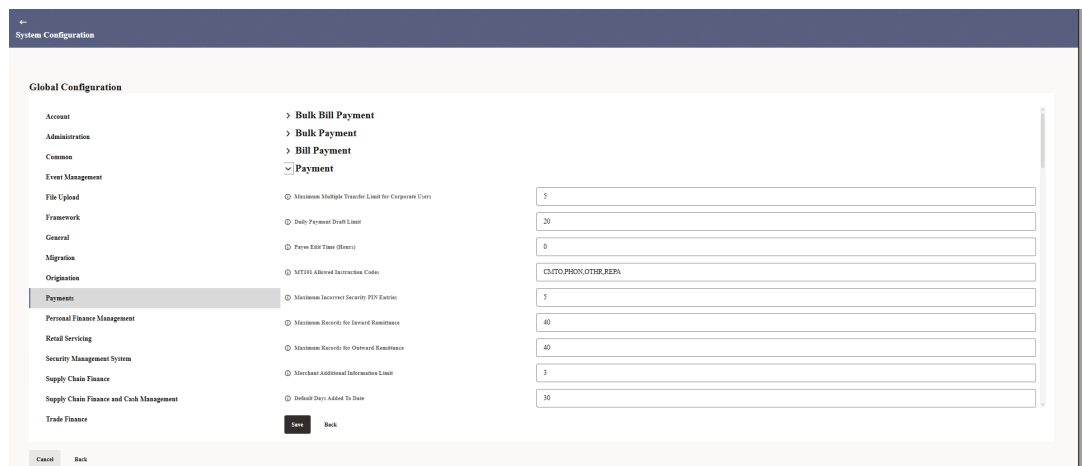 ←
System Configuration
Global Configuration
Account
Administration
Common
Event Management
File Upload
Framework
General
Migration
Origination
Payments
Personal Finance Management
Retail Servicing
Security Management System
Supply Chain Finance
Supply Chain Finance and Cash Management
Trade Finance
Bulk Bill Payment
Bulk Payment
Bill Payment
Payment
Maximum Multiple Transfer Limit for Corporate Users 5
Daily Payment Draft Limit 20
Payee Edit Time (Hours) 0
MT101 Allowed Instruction Codes CMTO,PHON,OTHR,REPA
Maximum Incorrect Security PIN Entries 5
Maximum Records for Inward Remittance 40
Maximum Records for Outward Remittance 40
Merchant Additional Information Limit 3
Default Days Added To Date 30
Save Back
Cancel Back